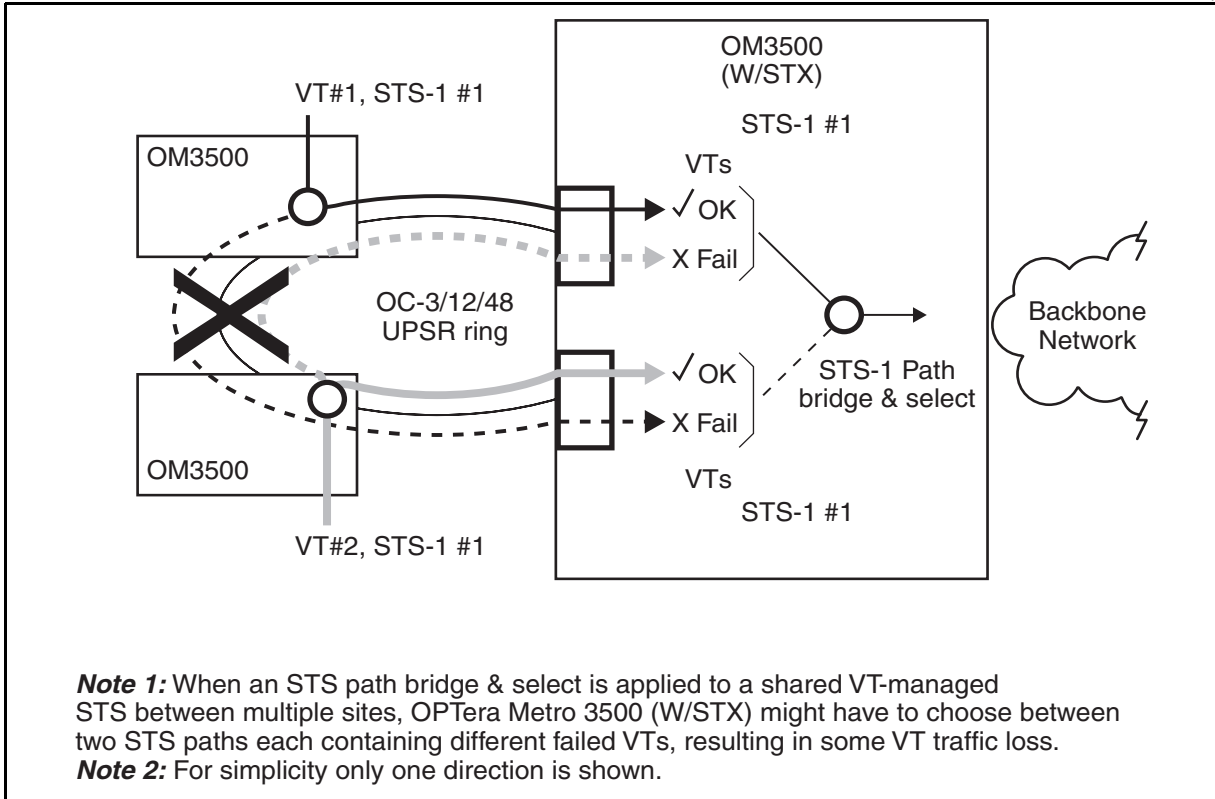 OM3500
(W/STX)
VT#1, STS-1 #1
STS-1 #1
OM3500
VTs
√ OK
X Fail
OC-3/12/48
UPSR ring
Backbone
Network
√ OK
STS-1 Path
bridge & select
X Fail
OM3500
VTs
STS-1 #1
VT#2, STS-1 #1
Note 1: When an STS path bridge & select is applied to a shared VT-managed
STS between multiple sites, OPTera Metro 3500 (W/STX) might have to choose between
two STS paths each containing different failed VTs, resulting in some VT traffic loss.
Note 2: For simplicity only one direction is shown.